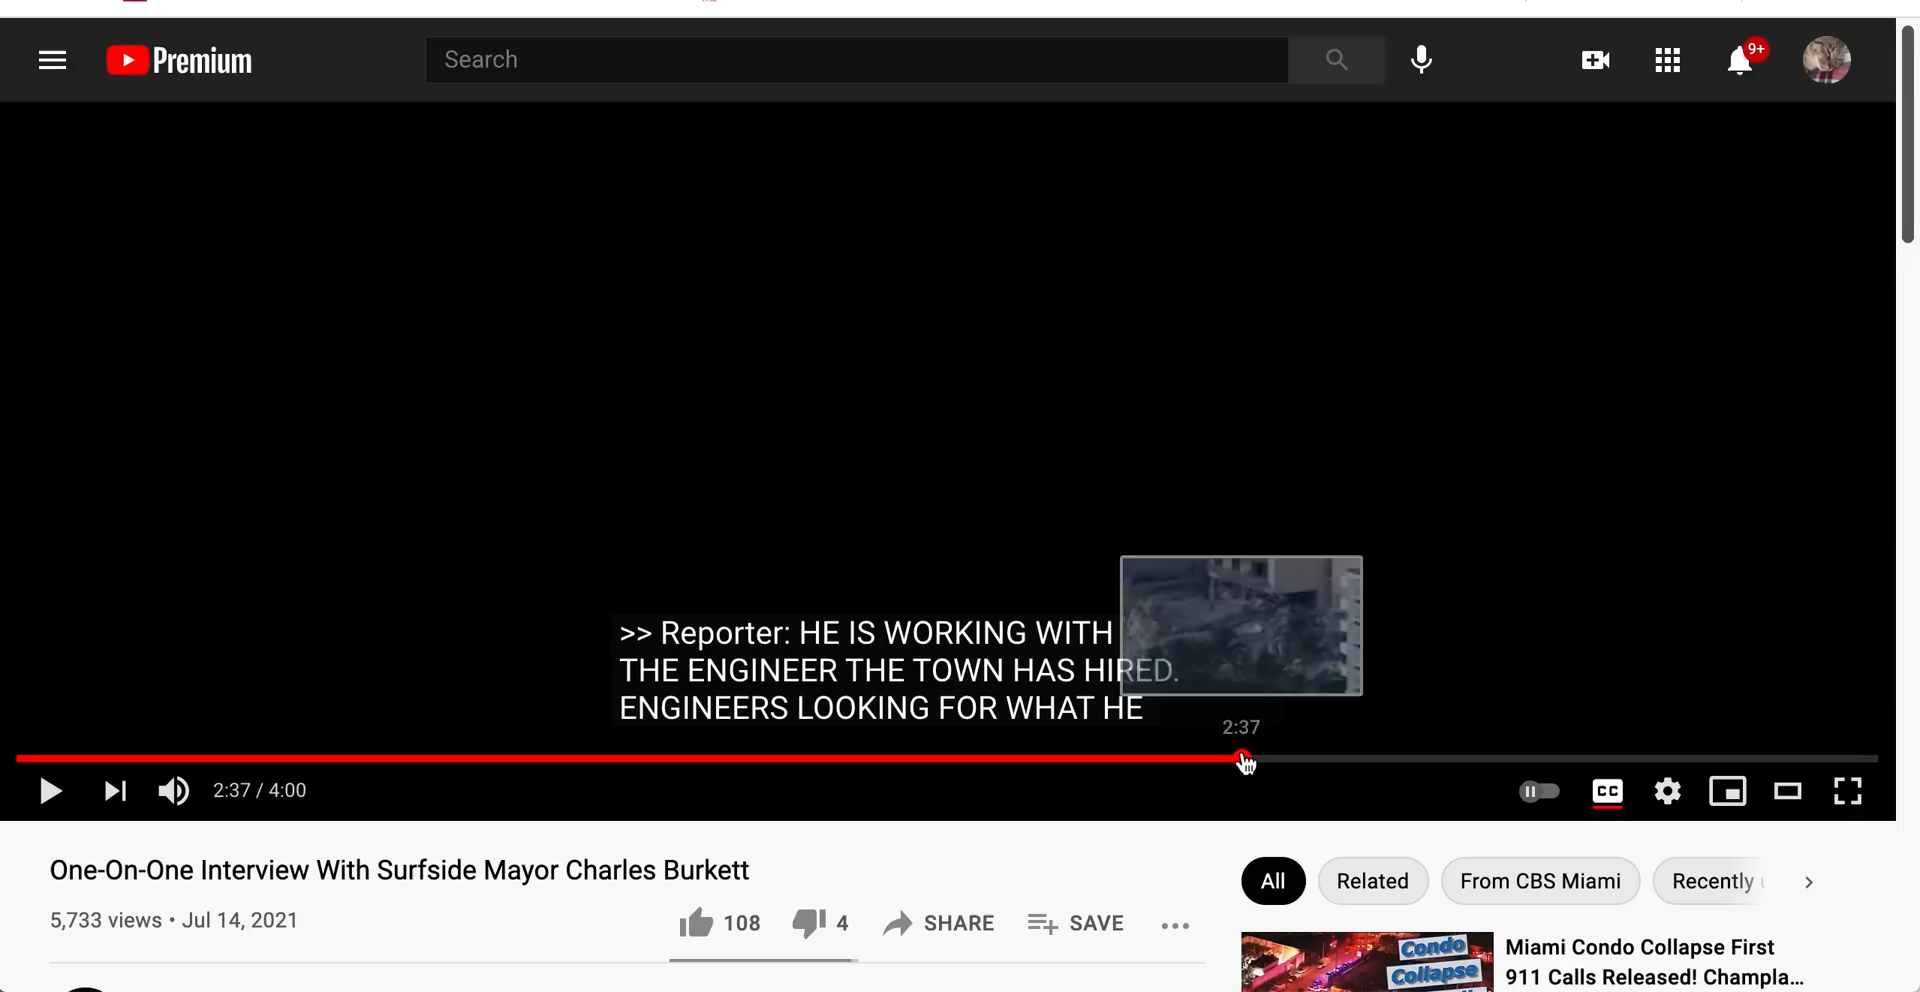 Premium
Search
9+
>> Reporter: HE IS WORKING WITH
THE ENGINEER THE TOWN HAS HIRED.
ENGINEERS LOOKING FOR WHAT HE
2:37
2:37 / 4:00
CC
One-On-One Interview With Surfside Mayor Charles Burkett
5,733 views • Jul 14, 2021
108
4
SHARE
SAVE
All
Related
From CBS Miami
Recently
Condo
Collapse
Miami Condo Collapse First
911 Calls Released! Champla...